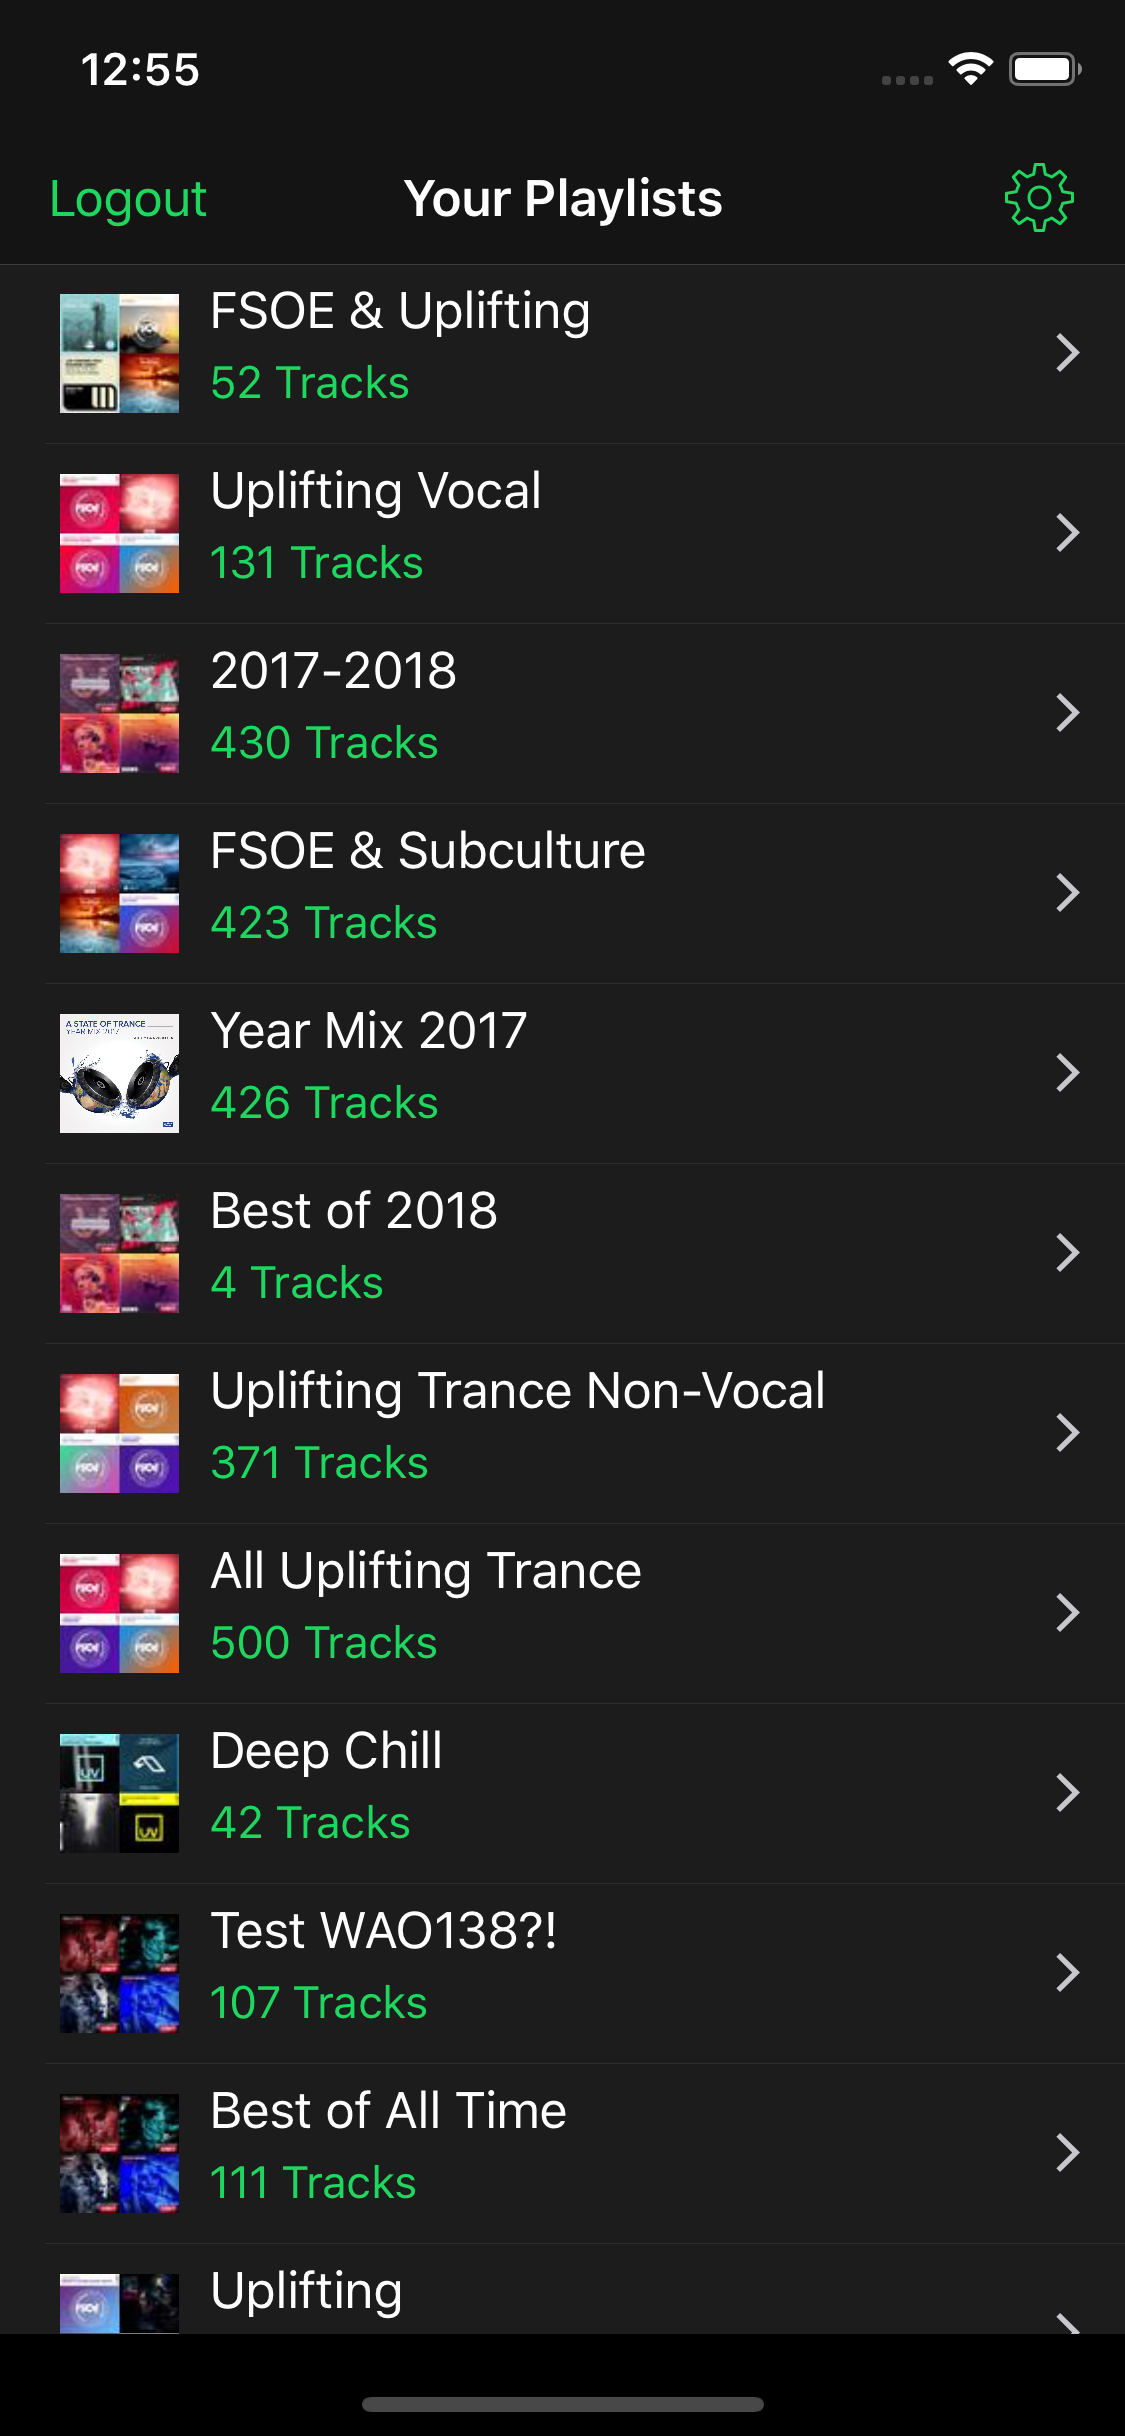 12:55
Logout
Your Playlists
FSOE & Uplifting
52 Tracks
Uplifting Vocal
131 Tracks
2017-2018
430 Tracks
FSOE & Subculture
423 Tracks
A STATE OF TRANCE
YEAR MIX 2017
Year Mix 2017
426 Tracks
Best of 2018
4 Tracks
Uplifting Trance Non-Vocal
371 Tracks
All Uplifting Trance
500 Tracks
Deep Chill
42 Tracks
Test WAO138?!
107 Tracks
Best of All Time
111 Tracks
Uplifting